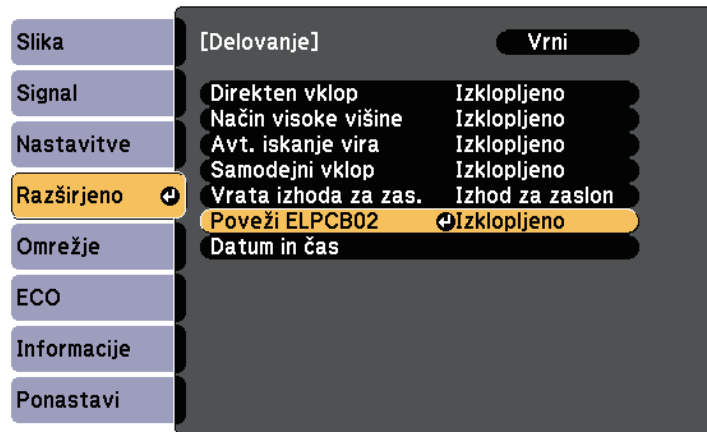 Slika
Signal
Nastavitve
Razširjeno
Omrežje
ECO
Informacije
Ponastavi
[Delovanje] Vrni
Direkten vklop Izklopljeno
Način visoke višine Izklopljeno
Avt. iskanje vira Izklopljeno
Samodejni vklop Izklopljeno
Vrata izhoda za zas. Izhod za zaslon
Poveži ELPCB02 Izklopljeno
Datum in čas